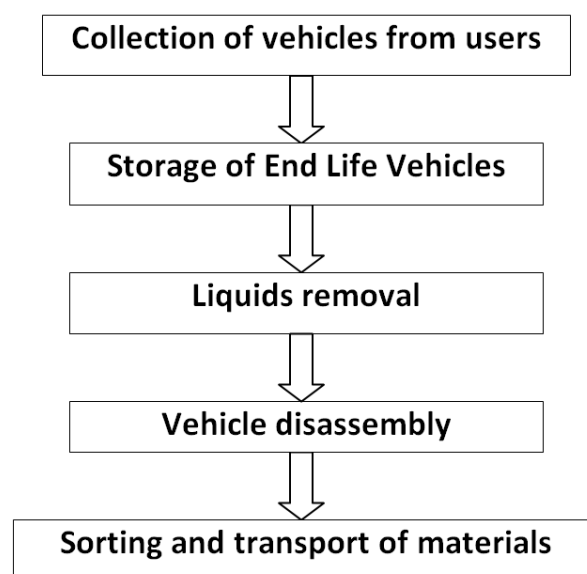 Collection of vehicles from users
Storage of End Life Vehicles
Liquids removal
Vehicle disassembly
Sorting and transport of materials